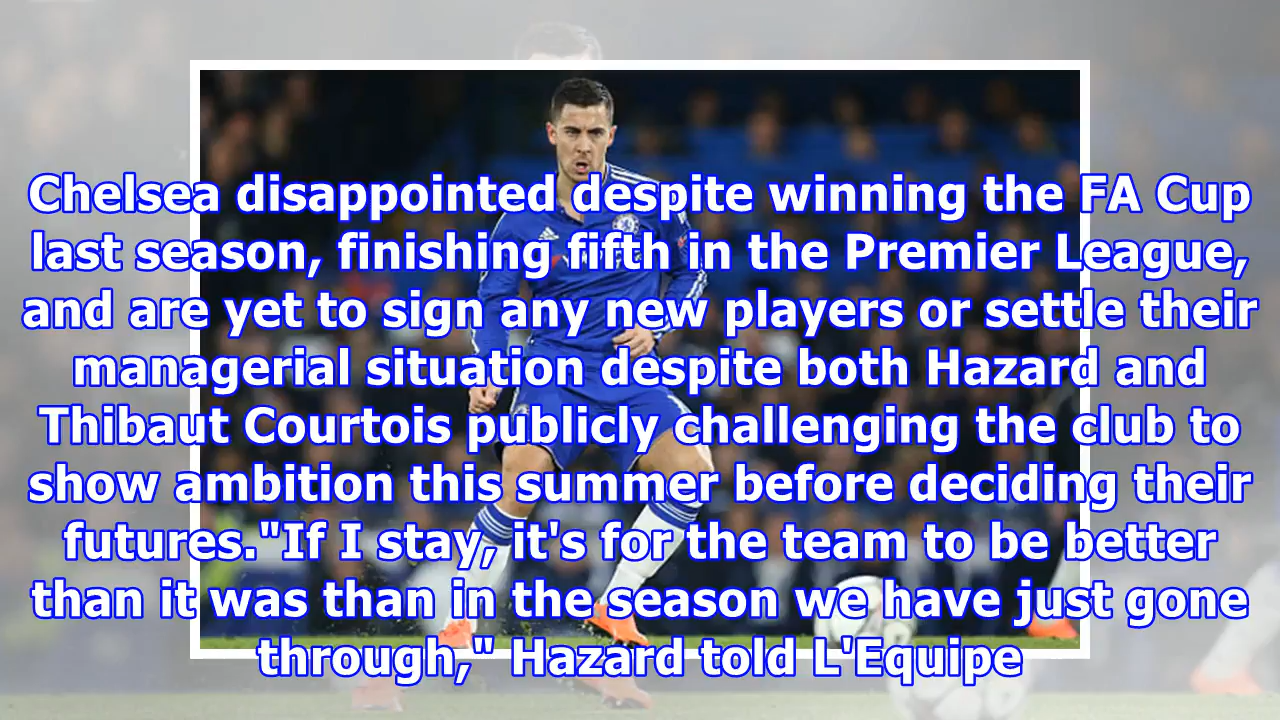 Chelsea disappointed despite winning the FA Cup
last season, finishing fifth in the Premier League,
and are yet to sign any new players or settle their
managerial situation despite both Hazard and
Thibaut Courtois publicly challenging the club to
show ambition this summer before deciding their
futures."If I stay, it's for the team to be better
than it was than in the season we have just gone
through," Hazard told L'Equipe